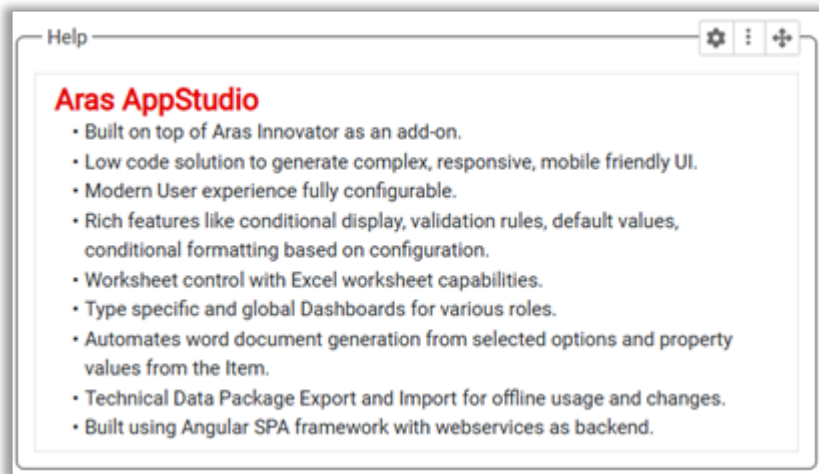 Help
Aras AppStudio
• Built on top of Aras Innovator as an add-on.
• Low code solution to generate complex, responsive, mobile friendly UI.
• Modern User experience fully configurable.
• Rich features like conditional display, validation rules, default values,
conditional formatting based on configuration.
• Worksheet control with Excel worksheet capabilities.
• Type specific and global Dashboards for various roles.
• Automates word document generation from selected options and property
values from the Item.
• Technical Data Package Export and Import for offline usage and changes.
• Built using Angular SPA framework with webservices as backend.